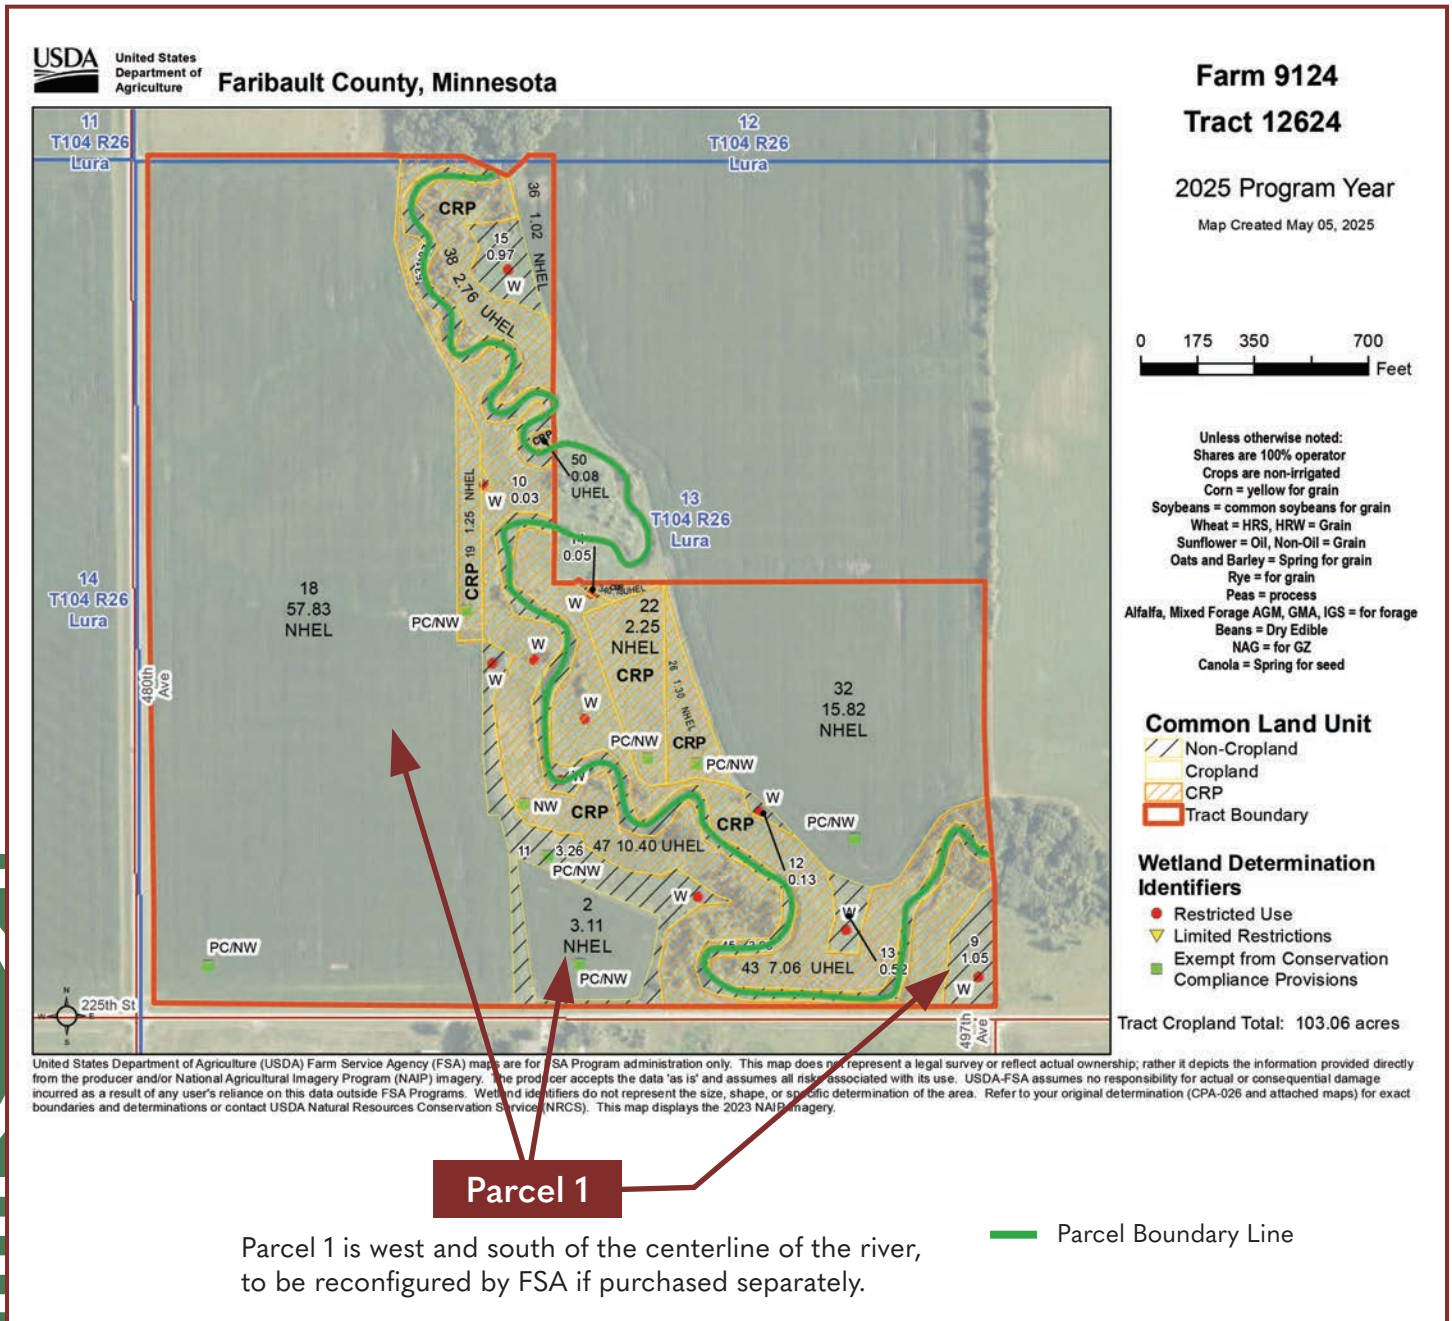 USDA
United States
Department of
Agriculture
Faribault County, Minnesota
Farm 9124
Tract 12624
2025 Program Year
Map Created May 05, 2025
0 175 350 700
Feet
Unless otherwise noted:
Shares are 100% operator
Crops are non-irrigated
Corn = yellow for grain
Soybeans = common soybeans for grain
Wheat = HRS, HRW = Grain
Sunflower = Oil, Non-Oil = Grain
Oats and Barley = Spring for grain
Rye = for grain
Peas = process
Alfalfa, Mixed Forage AGM, GMA, IGS = for forage
Beans = Dry Edible
NAG = for GZ
Canola = Spring for seed
Common Land Unit
Non-Cropland
Cropland
CRP
Tract Boundary
Wetland Determination
Identifiers
Restricted Use
Limited Restrictions
Exempt from Conservation
Compliance Provisions
Tract Cropland Total: 103.06 acres
11
T104 R26
Lura
12
T104 R26
Lura
CRP
36 1.02 NHEL
15
0.97
W
38 2.76 UHEL
CRP
50
0.08
UHEL
10
0.03
W
CRP 19 1.25 NHEL
13
T104 R26
Lura
0.05
14
T104 R26
Lura
18
57.83
NHEL
PC/NW
W
22
2.25
NHEL
CRP
W
W
W
28 1.30 NHEL
32
15.82
NHEL
480th
Ave
PC/NW
CRP
PC/NW
W
NW
CRP
W
CRP
PC/NW
47 10.40 UHEL
11 3.26
PC/NW
12
0.13
W
2
3.11
NHEL
W
PC/NW
43 7.06 UHEL
13
0.52
9
1.05
W
PC/NW
225th St
497th
Ave
N
W E
S
United States Department of Agriculture (USDA) Farm Service Agency (FSA) maps are for FSA Program administration only. This map does not represent a legal survey or reflect actual ownership; rather it depicts the information provided directly
from the producer and/or National Agricultural Imagery Program (NAIP) imagery. The producer accepts the data 'as is' and assumes all risks associated with its use. USDA-FSA assumes no responsibility for actual or consequential damage
incurred as a result of any user's reliance on this data outside FSA Programs. Wetland identifiers do not represent the size, shape, or specific determination of the area. Refer to your original determination (CPA-026 and attached maps) for exact
boundaries and determinations or contact USDA Natural Resources Conservation Service (NRCS). This map displays the 2023 NAIP imagery.
Parcel 1
Parcel 1 is west and south of the centerline of the river,
to be reconfigured by FSA if purchased separately.
Parcel Boundary Line